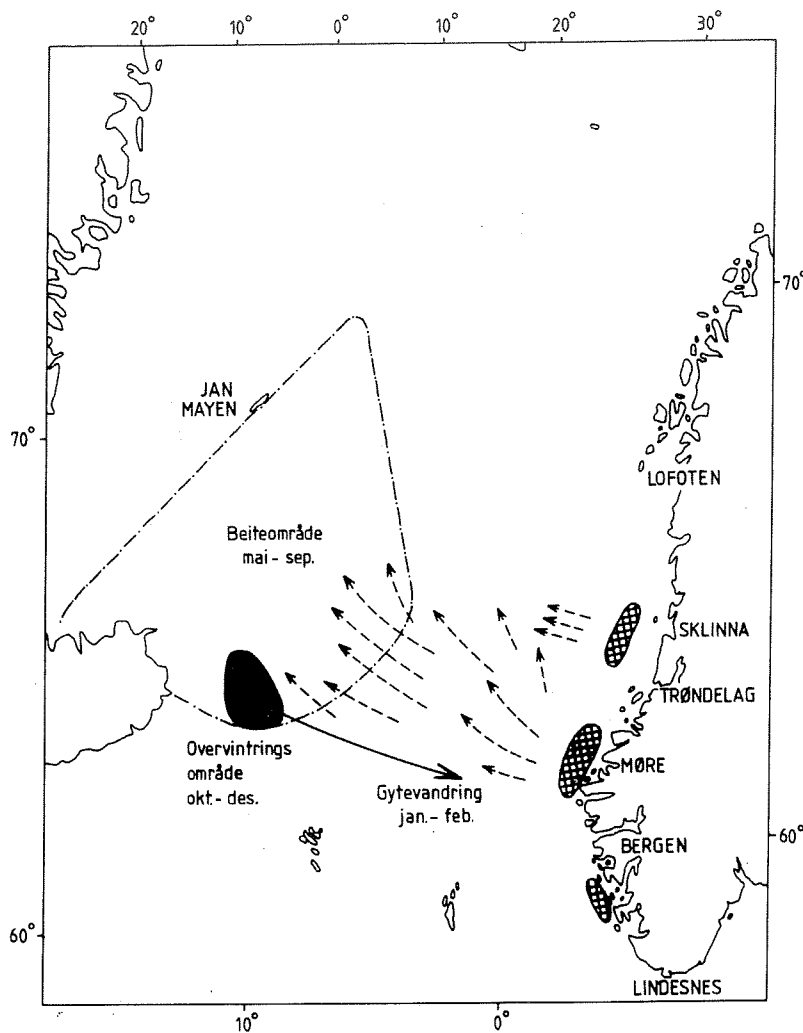 20° 10° 0° 10° 20° 30°
70°
JAN
MAYEN
70°
LOFOTEN
Beiteområde
mai - sep.
SKLINNA
TRØNDELAG
Overvintrings
område
okt.- des.
MØRE
Gytevandring
jan.- feb.
60°
BERGEN
60°
LINDESNES
10° 0°